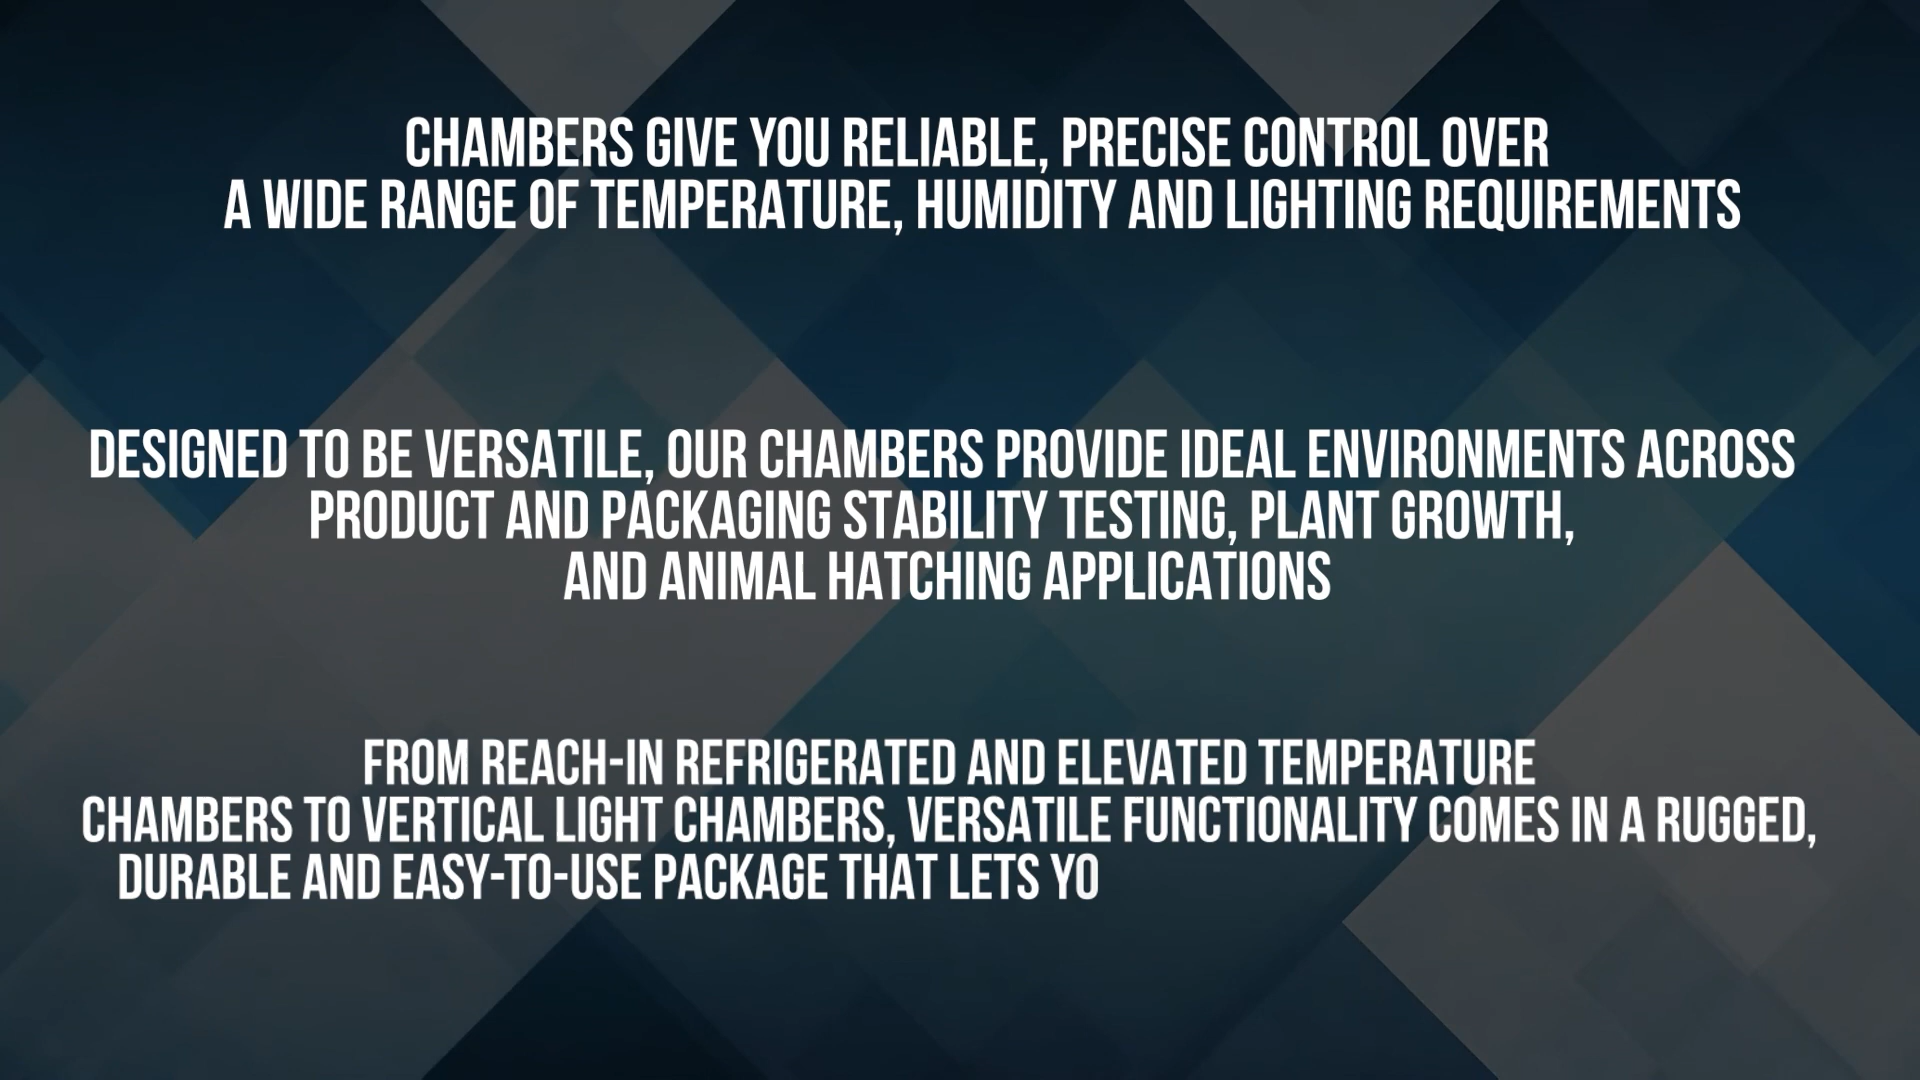 CHAMBERS GIVE YOU RELIABLE, PRECISE CONTROL OVER
A WIDE RANGE OF TEMPERATURE, HUMIDITY AND LIGHTING REQUIREMENTS
DESIGNED TO BE VERSATILE, OUR CHAMBERS PROVIDE IDEAL ENVIRONMENTS ACROSS
PRODUCT AND PACKAGING STABILITY TESTING, PLANT GROWTH,
AND ANIMAL HATCHING APPLICATIONS
FROM REACH-IN REFRIGERATED AND ELEVATED TEMPERATURE
CHAMBERS TO VERTICAL LIGHT CHAMBERS, VERSATILE FUNCTIONALITY COMES IN A RUGGED,
DURABLE AND EASY-TO-USE PACKAGE THAT LETS YO